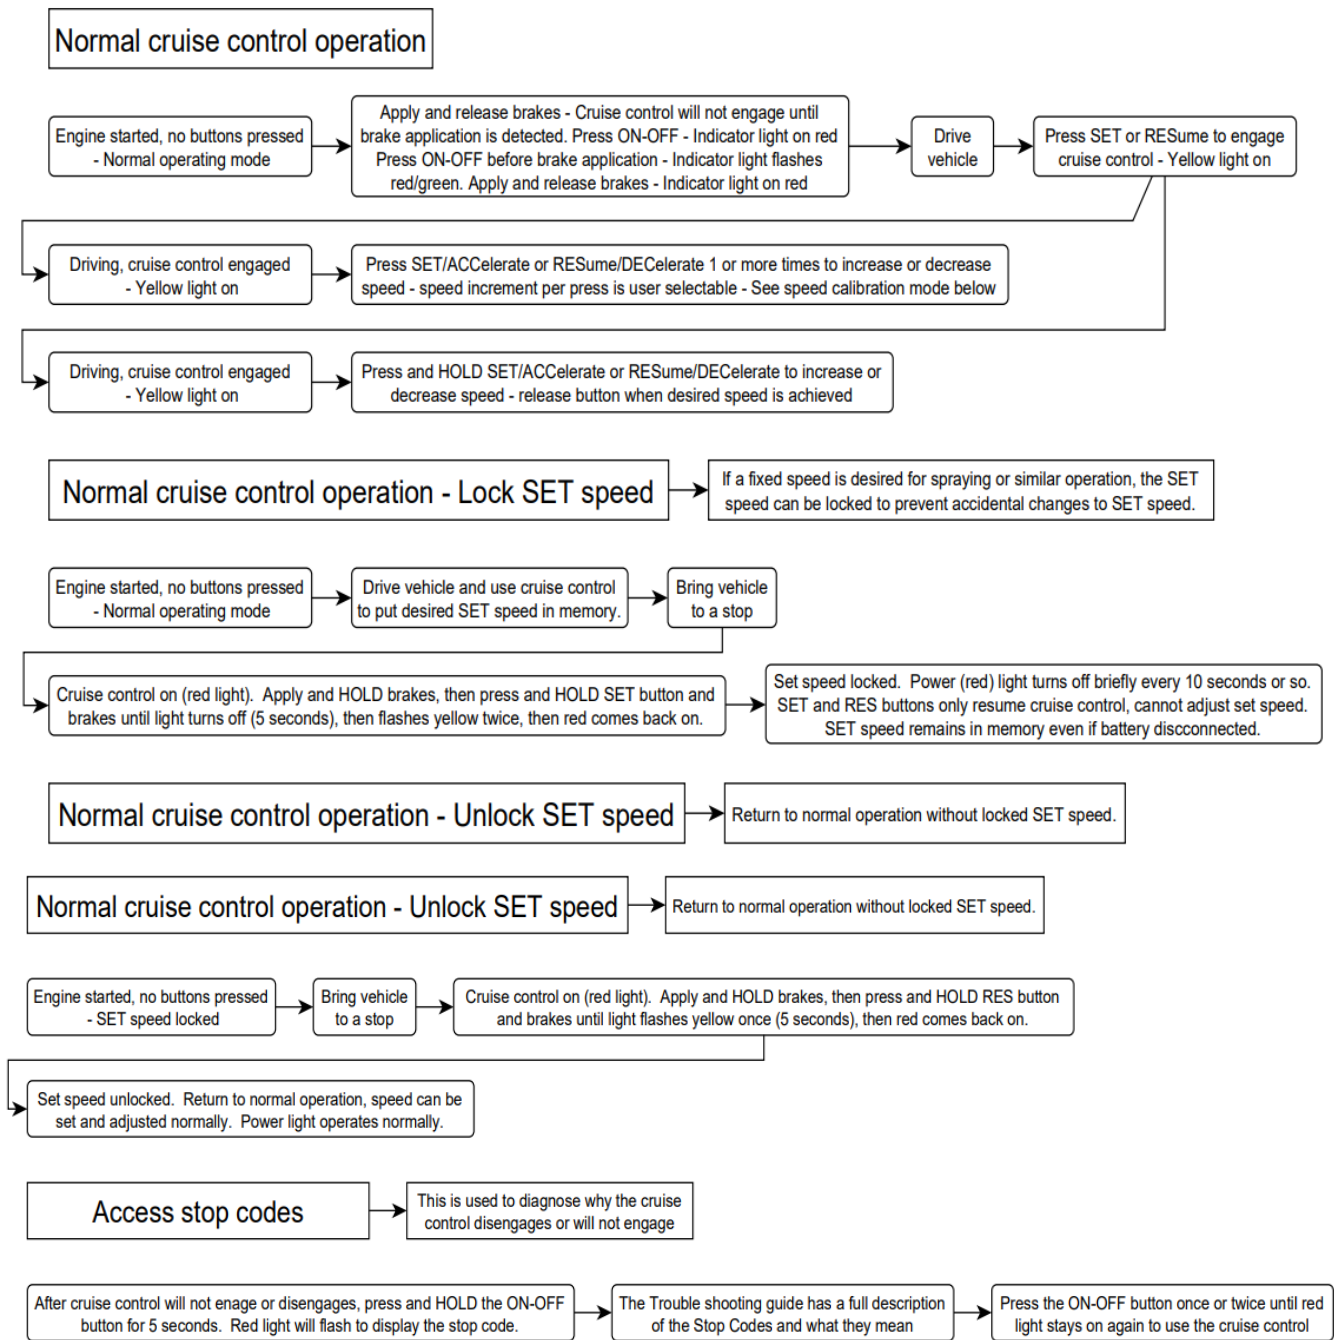 Normal cruise control operation
Engine started, no buttons pressed
- Normal operating mode
Apply and release brakes - Cruise control will not engage until
brake application is detected. Press ON-OFF - Indicator light on red
Press ON-OFF before brake application - Indicator light flashes
red/green. Apply and release brakes - Indicator light on red
Drive
vehicle
Press SET or RESume to engage
cruise control - Yellow light on
Driving, cruise control engaged
- Yellow light on
Press SET/ACCelerate or RESume/DECelerate 1 or more times to increase or decrease
speed - speed increment per press is user selectable - See speed calibration mode below
Driving, cruise control engaged
- Yellow light on
Press and HOLD SET/ACCelerate or RESume/DECelerate to increase or
decrease speed - release button when desired speed is achieved
Normal cruise control operation - Lock SET speed
If a fixed speed is desired for spraying or similar operation, the SET
speed can be locked to prevent accidental changes to SET speed.
Engine started, no buttons pressed
- Normal operating mode
Drive vehicle and use cruise control
to put desired SET speed in memory.
Bring vehicle
to a stop
Cruise control on (red light).  Apply and HOLD brakes, then press and HOLD SET button and
brakes until light turns off (5 seconds), then flashes yellow twice, then red comes back on.
Set speed locked.  Power (red) light turns off briefly every 10 seconds or so.
SET and RES buttons only resume cruise control, cannot adjust set speed.
SET speed remains in memory even if battery discconnected.
Normal cruise control operation - Unlock SET speed
Return to normal operation without locked SET speed.
Normal cruise control operation - Unlock SET speed
Return to normal operation without locked SET speed.
Engine started, no buttons pressed
- SET speed locked
Bring vehicle
to a stop
Cruise control on (red light).  Apply and HOLD brakes, then press and HOLD RES button
and brakes until light flashes yellow once (5 seconds), then red comes back on.
Set speed unlocked.  Return to normal operation, speed can be
set and adjusted normally.  Power light operates normally.
Access stop codes
This is used to diagnose why the cruise
control disengages or will not engage
After cruise control will not enage or disengages, press and HOLD the ON-OFF
button for 5 seconds.  Red light will flash to display the stop code.
The Trouble shooting guide has a full description
of the Stop Codes and what they mean
Press the ON-OFF button once or twice until red
light stays on again to use the cruise control